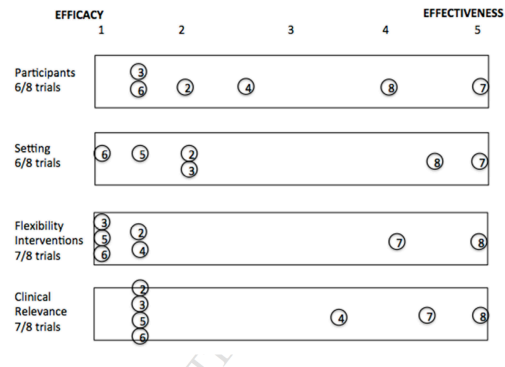 EFFICACY EFFECTIVENESS
1 2 3 4 5
Participants
6/8 trials
3
6 2 4 8 7
Setting
6/8 trials
6 5 2
3 8 7
Flexibility
Interventions
7/8 trials
3
5 2
6 4 7 8
Clinical
Relevance
7/8 trials
2
3
5 4 7 8
6